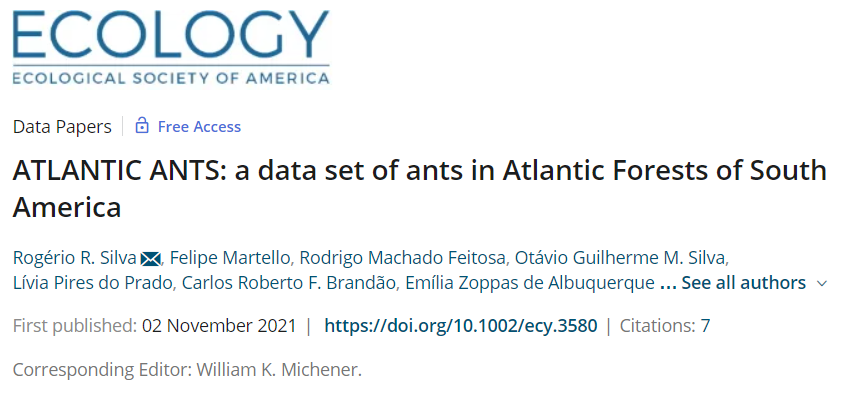 ECOLOGY
ECOLOGICAL SOCIETY OF AMERICA
Data Papers | Free Access
ATLANTIC ANTS: a data set of ants in Atlantic Forests of South
America
Rogério R. Silva, Felipe Martello, Rodrigo Machado Feitosa, Otávio Guilherme M. Silva,
Lívia Pires do Prado, Carlos Roberto F. Brandão, Emília Zoppas de Albuquerque ... See all authors
First published: 02 November 2021 | https://doi.org/10.1002/ecy.3580 | Citations: 7
Corresponding Editor: William K. Michener.